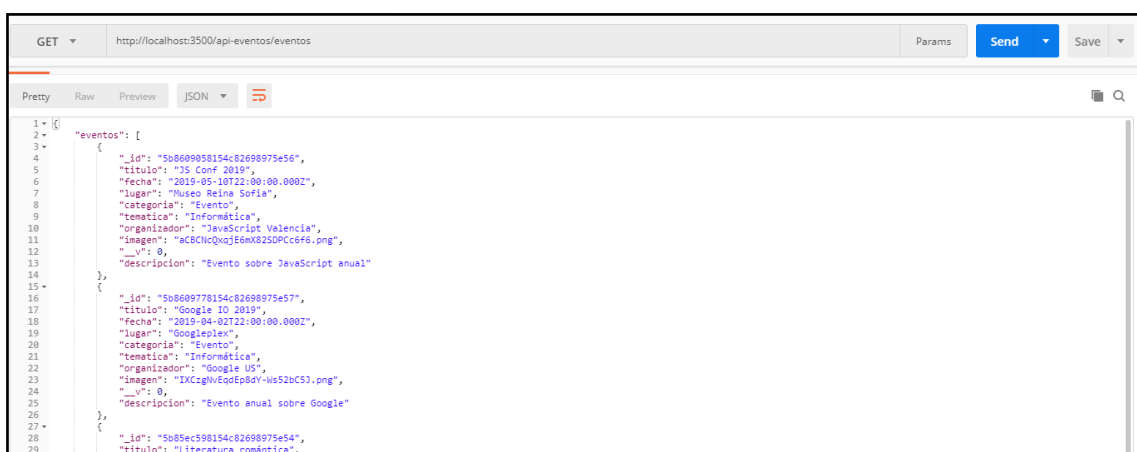 GET http://localhost:3500/api-eventos/eventos Params Send Save
Pretty Raw Preview JSON
1 {
2 "eventos": [
3 {
4 "_id": "5b8609058154c82698975e56",
5 "titulo": "JS Conf 2019",
6 "fecha": "2019-05-10T22:00:00.000Z",
7 "lugar": "Museo Reina Sofia",
8 "categoria": "Evento",
9 "tematica": "Informática",
10 "organizador": "JavaScript Valencia",
11 "imagen": "aCBCNcQxqjE6mX82SDPCc6f6.png",
12 "__v": 0,
13 "descripcion": "Evento sobre JavaScript anual"
14 },
15 {
16 "_id": "5b8609778154c82698975e57",
17 "titulo": "Google IO 2019",
18 "fecha": "2019-04-02T22:00:00.000Z",
19 "lugar": "Googleplex",
20 "categoria": "Evento",
21 "tematica": "Informática",
22 "organizador": "Google US",
23 "imagen": "IXCzgNvEqdEp8dY-Ws52bC5J.png",
24 "__v": 0,
25 "descripcion": "Evento anual sobre Google"
26 },
27 {
28 "_id": "5b85ec598154c82698975e54",
29 "titulo": "Literatura romántica",